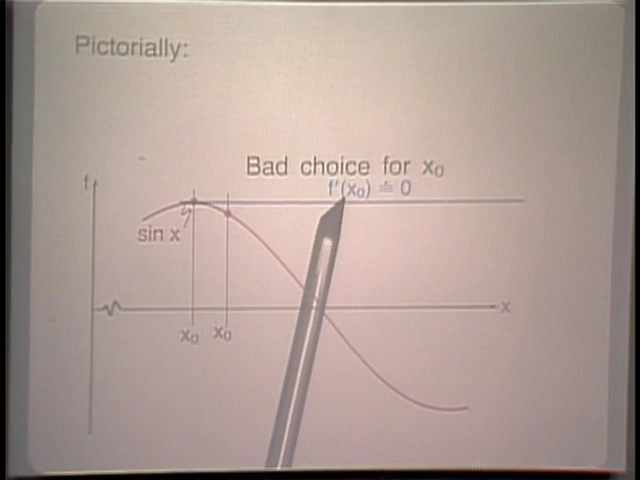 Pictorially:
Bad choice for x₀
f'(x₀) ≐ 0
f
sin x
x
x₀ x₀